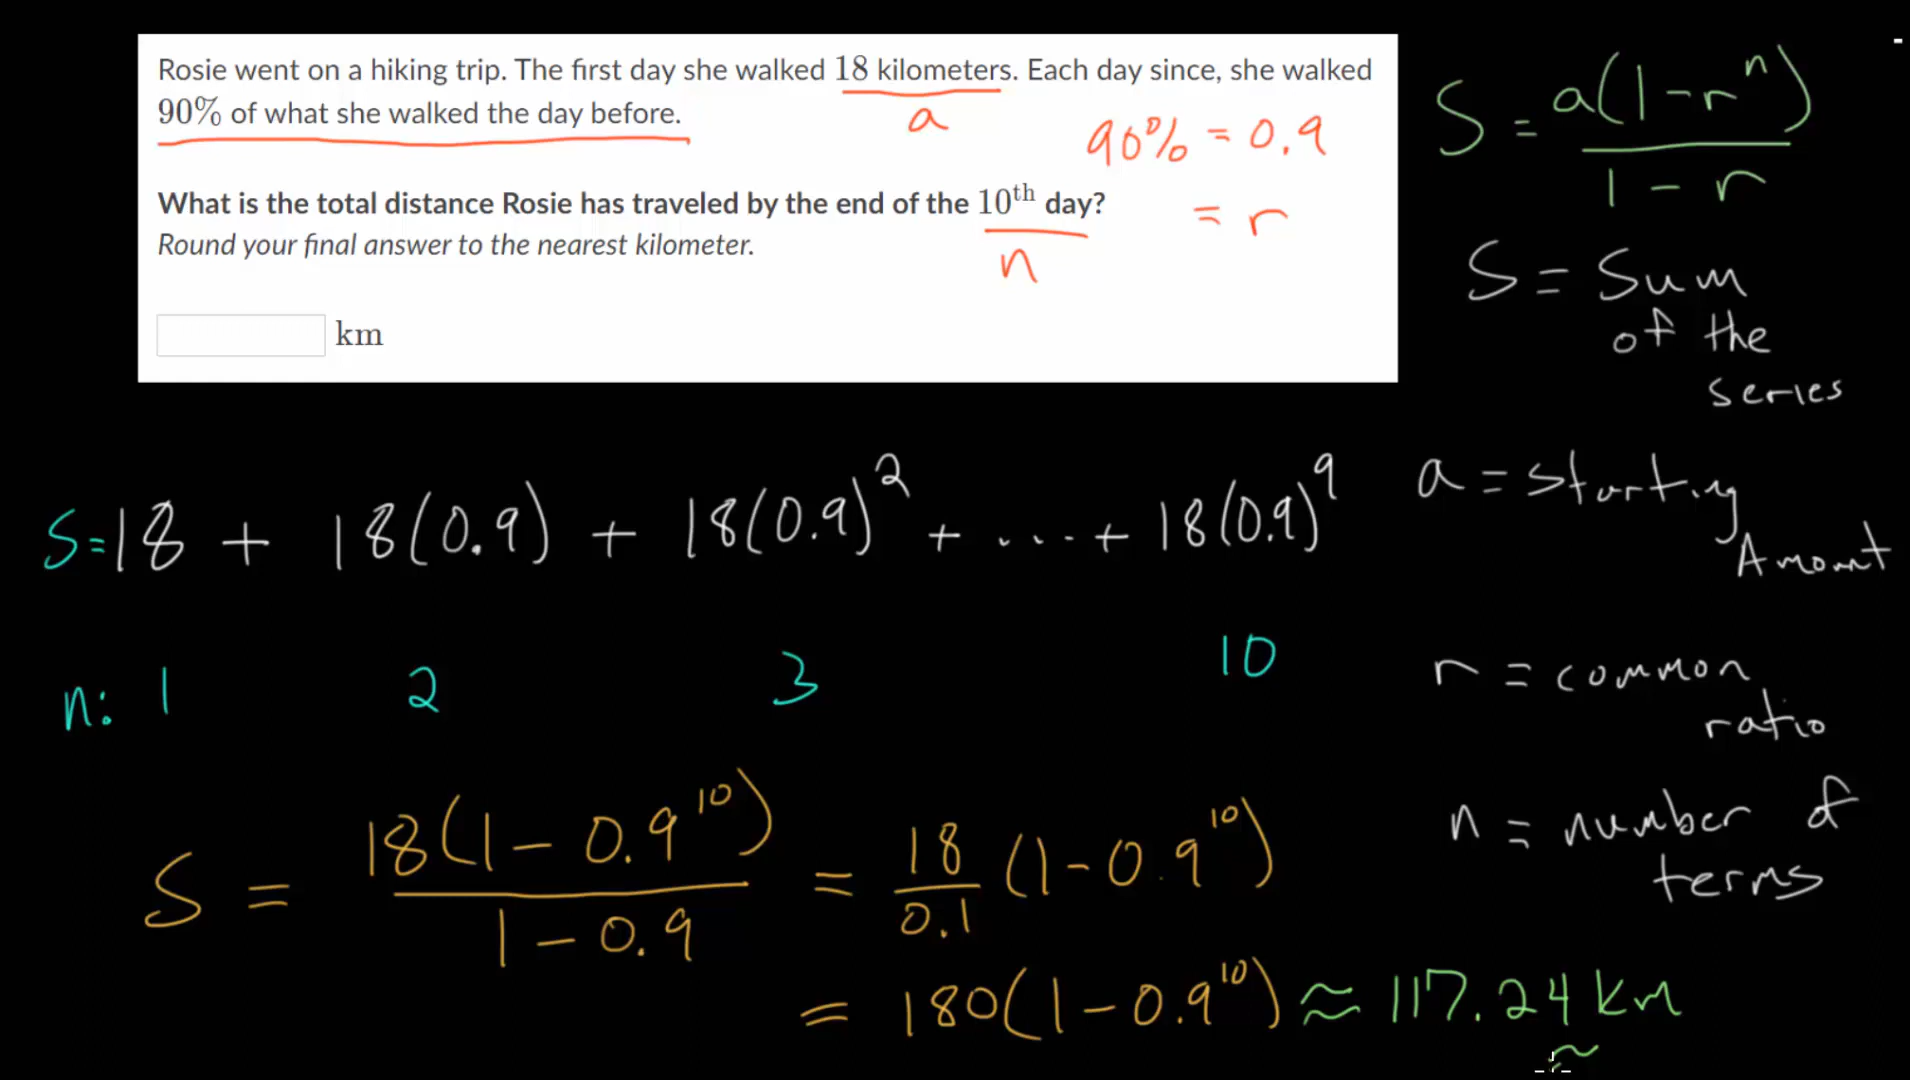 Rosie went on a hiking trip. The first day she walked 18 kilometers. Each day since, she walked
90% of what she walked the day before.
a
90% = 0.9
= r
What is the total distance Rosie has traveled by the end of the 10th day?
n
Round your final answer to the nearest kilometer.
km
S = a(1-r^n)
1 - r
S = Sum
of the
series
a = starting
Amount
r = common
ratio
n = number of
terms
S=18 + 18(0.9) + 18(0.9)^2 + ... + 18(0.9)^9
n: 1 2 3 10
S = 18(1-0.9^10) / 1-0.9 = 18/0.1 (1-0.9^10)
= 180(1-0.9^10) ≈ 117.24 km
≈